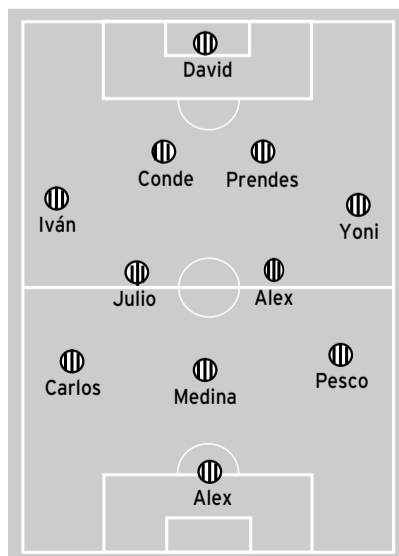 David
Conde
Prendes
Iván
Yoni
Julio
Alex
Carlos
Medina
Pesco
Alex